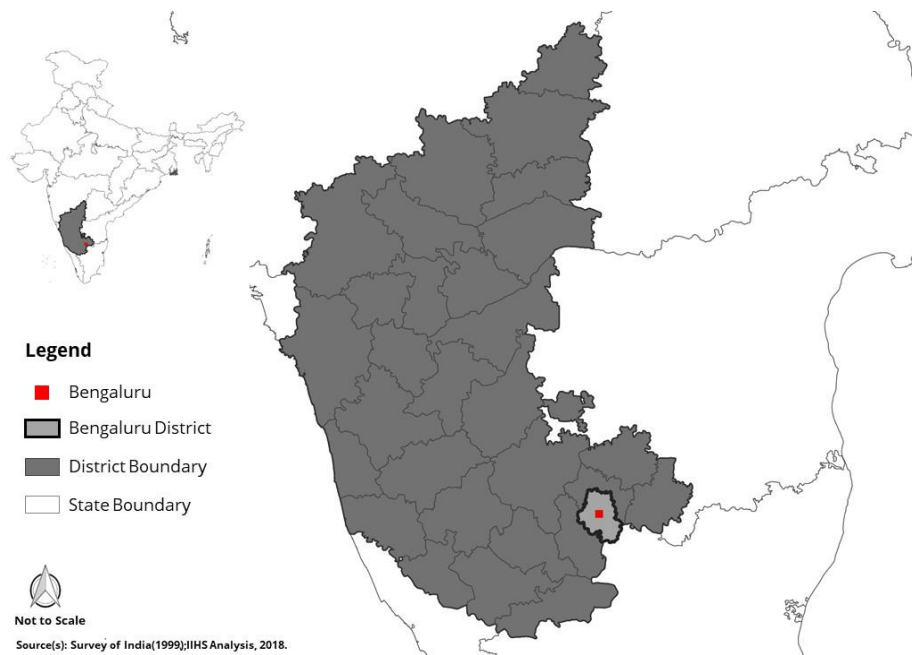 Legend
Bengaluru
Bengaluru District
District Boundary
State Boundary
Not to Scale
Source(s): Survey of India(1999);IIHS Analysis, 2018.